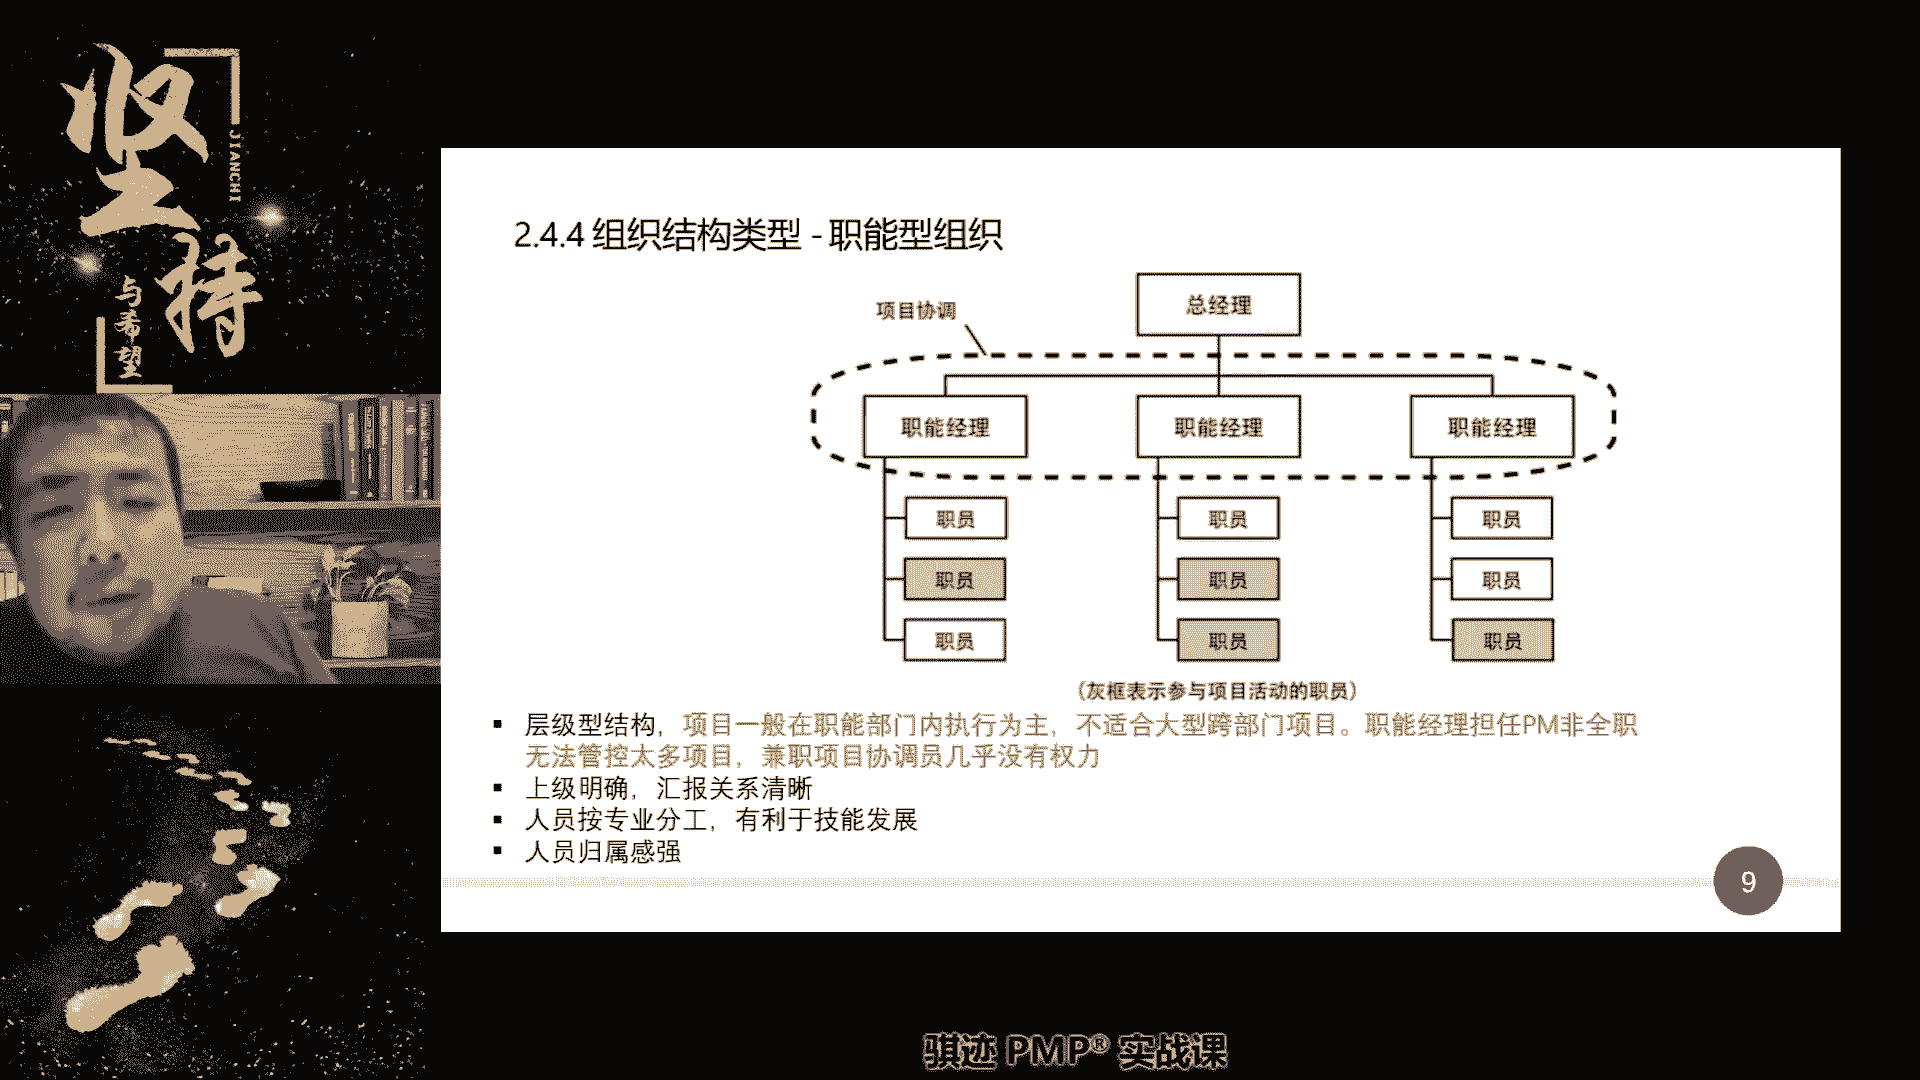 坚持
JIANCHI
与希望
2.4.4 组织结构类型 - 职能型组织
总经理
项目协调
职能经理 职能经理 职能经理
职员 职员 职员
职员 职员 职员
职员 职员 职员
（灰框表示参与项目活动的职员）
▪ 层级型结构，项目一般在职能部门内执行为主，不适合大型跨部门项目。职能经理担任PM非全职
无法管控太多项目，兼职项目协调员几乎没有权力
▪ 上级明确，汇报关系清晰
▪ 人员按专业分工，有利于技能发展
▪ 人员归属感强
9
骐迹 PMP® 实战课